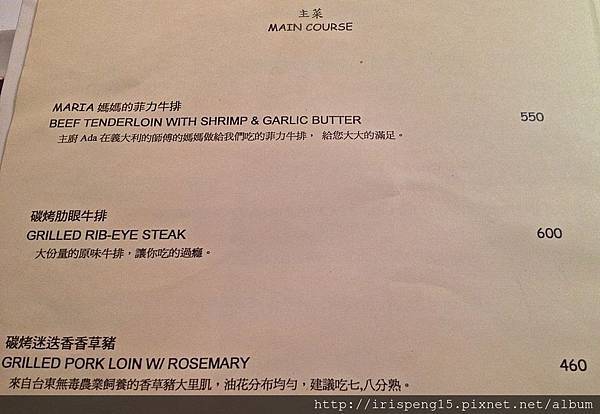 主菜
MAIN COURSE
MARIA 媽媽的菲力牛排
BEEF TENDERLOIN WITH SHRIMP & GARLIC BUTTER 550
主廚 Ada 在義大利的師傅的媽媽做給我們吃的菲力牛排， 給您大大的滿足。
碳烤肋眼牛排
GRILLED RIB-EYE STEAK 600
大份量的原味牛排，讓你吃的過癮。
碳烤迷迭香香草豬
GRILLED PORK LOIN W/ ROSEMARY 460
來自台東無毒農業飼養的香草豬大里肌，油花分布均勻，建議吃七,八分熟。
http://irispeng15.pixnet.net/album